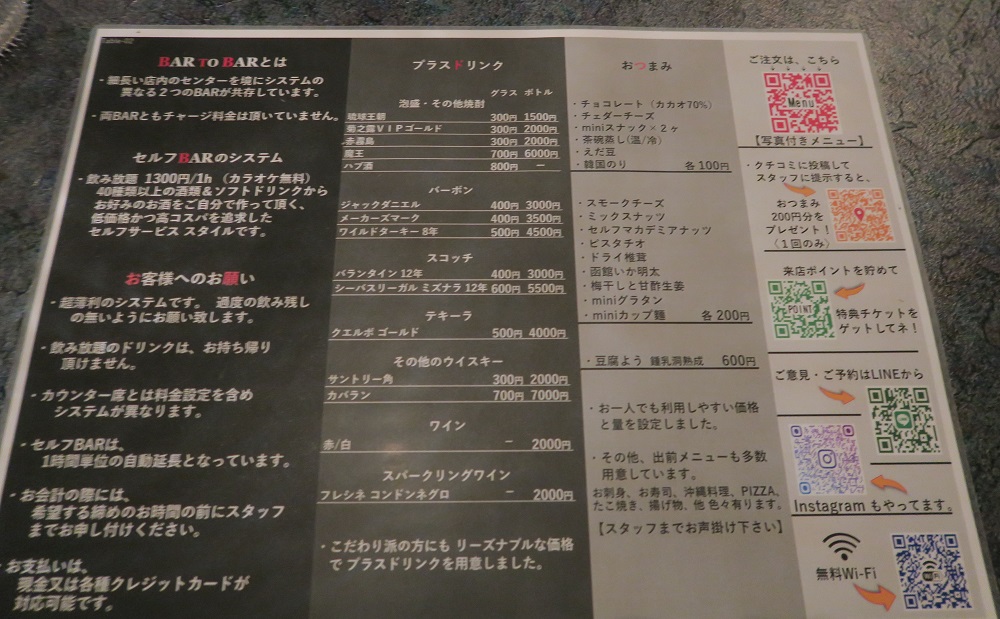 Table-02
BAR TO BARとは
・細長い店内のセンターを境にシステムの
異なる２つのBARが共存しています。
・両BARともチャージ料金は頂いていません。
セルフBARのシステム
・飲み放題 1300円/1h （カラオケ無料）
40種類以上の酒類＆ソフトドリンクから
お好みのお酒をご自分で作って頂く、
低価格かつ高コスパを追求した
セルフサービス スタイルです。
お客様へのお願い
・超薄利のシステムです。 過度の飲み残し
の無いようにお願い致します。
・飲み放題のドリンクは、お持ち帰り
頂けません。
・カウンター席とは料金設定を含め
システムが異なります。
・セルフBARは、
1時間単位の自動延長となっています。
・お会計の際には、
希望する締めのお時間の前にスタッフ
までお申し付けください。
・お支払いは、
現金又は各種クレジットカードが
対応可能です。
プラスドリンク
グラス ボトル
泡盛・その他焼酎
琉球王朝 300円 1500円
菊之露ＶＩＰゴールド 300円 2000円
赤霧島 300円 2000円
魔王 700円 6000円
ハブ酒 800円 －
バーボン
ジャックダニエル 400円 3000円
メーカーズマーク 400円 3500円
ワイルドターキー 8年 500円 4500円
スコッチ
バランタイン 12年 400円 3000円
シーバスリーガル ミズナラ 12年 600円 5500円
テキーラ
クエルボ ゴールド 500円 4000円
その他のウイスキー
サントリー角 300円 2000円
カバラン 700円 7000円
ワイン
赤/白 － 2000円
スパークリングワイン
フレシネ コンドンネグロ － 2000円
・こだわり派の方にも リーズナブルな価格
で プラスドリンクを用意しました。
おつまみ
・チョコレート（カカオ70%）
・チェダーチーズ
・miniスナック×２ヶ
・茶碗蒸し(温/冷)
・えだ豆
・韓国のり 各100円
・スモークチーズ
・ミックスナッツ
・セルフマカデミアナッツ
・ピスタチオ
・ドライ椎茸
・函館いか明太
・梅干しと甘酢生姜
・miniグラタン
・miniカップ麺 各200円
・豆腐よう 鍾乳洞熟成 600円
・お一人でも利用しやすい価格
と量を設定しました。
・その他、出前メニューも多数
用意しています。
お刺身、お寿司、沖縄料理、PIZZA、
たこ焼き、揚げ物、他 色々有ります。
【スタッフまでお声掛け下さい】
ご注文は、こちら
↓ ↓ ↓ ↓
Menu
【写真付きメニュー】
・クチコミに投稿して
スタッフに提示すると、
おつまみ
200円分を
プレゼント！
（１回のみ）
来店ポイントを貯めて
POINT
特典チケットを
ゲットしてネ！
ご意見・ご予約はLINEから
Instagram もやってます。
無料Wi-Fi